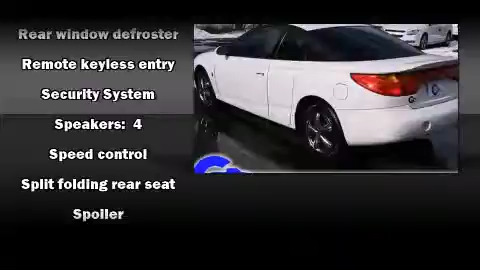 Rear window defroster
Remote keyless entry
Security System
Speakers: 4
Speed control
Split folding rear seat
Spoiler